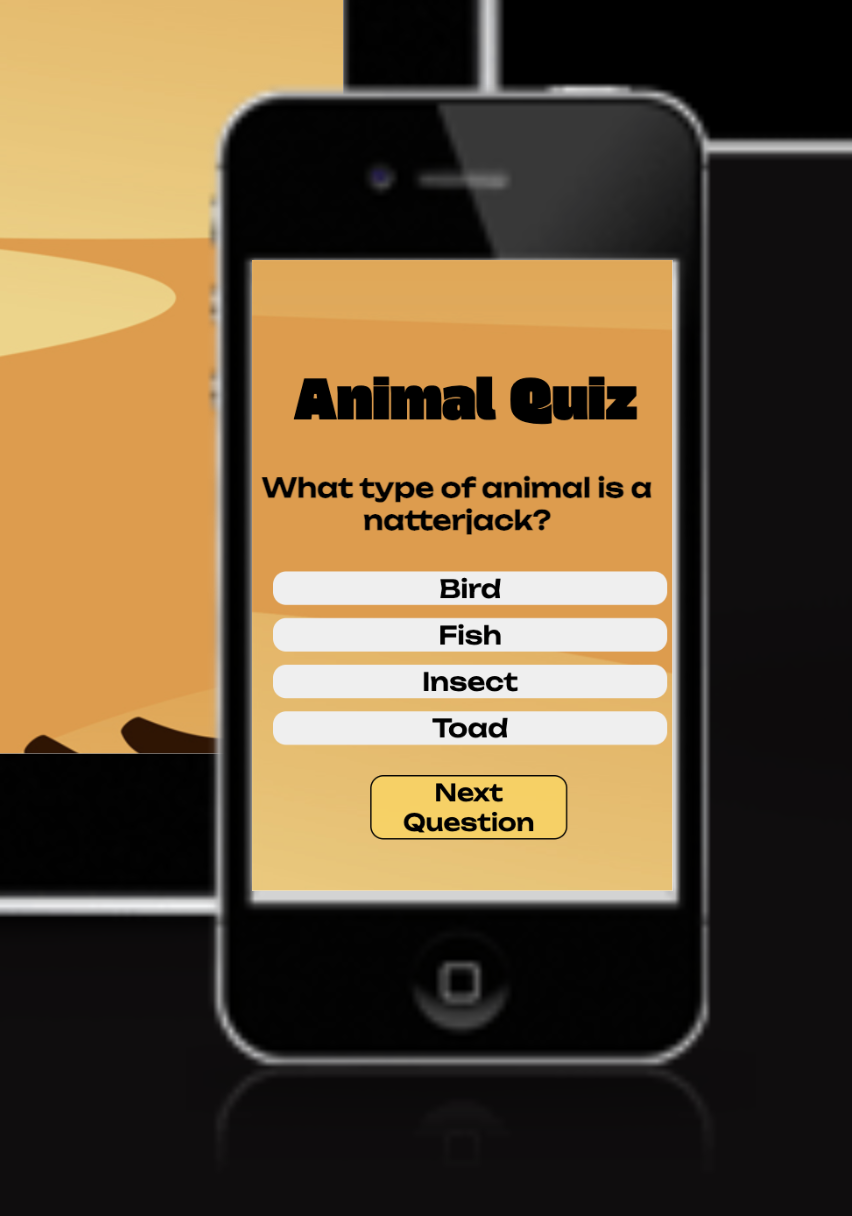 Animal Quiz
What type of animal is a
natterjack?
Bird
Fish
Insect
Toad
Next
Question